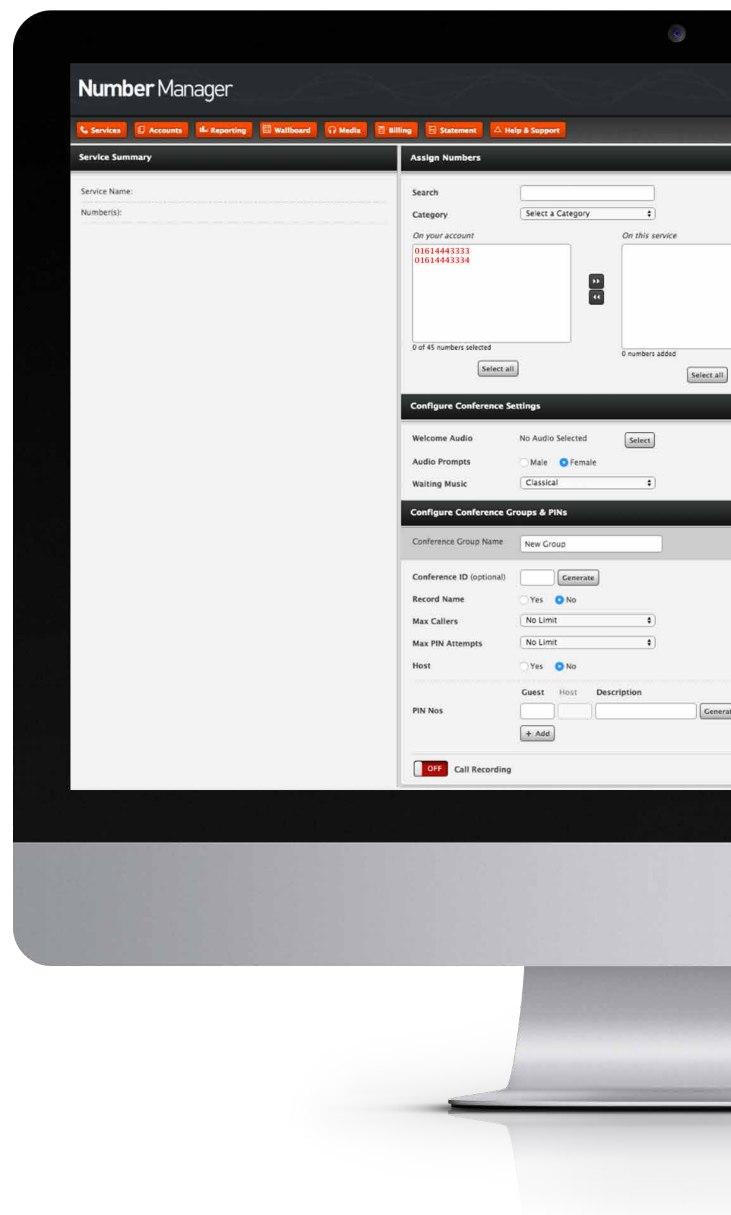 Number Manager
Services Accounts Reporting Wallboard Media Billing Statement Help & Support
Service Summary
Service Name:
Number(s):
Assign Numbers
Search
Category Select a Category
On your account On this service
01614443333
01614443334
0 of 45 numbers selected
0 numbers added
Select all
Select all
Configure Conference Settings
Welcome Audio No Audio Selected Select
Audio Prompts Male Female
Waiting Music Classical
Configure Conference Groups & PINs
Conference Group Name New Group
Conference ID (optional) Generate
Record Name Yes No
Max Callers No Limit
Max PIN Attempts No Limit
Host Yes No
Guest Host Description
PIN Nos Generat
+ Add
OFF Call Recording